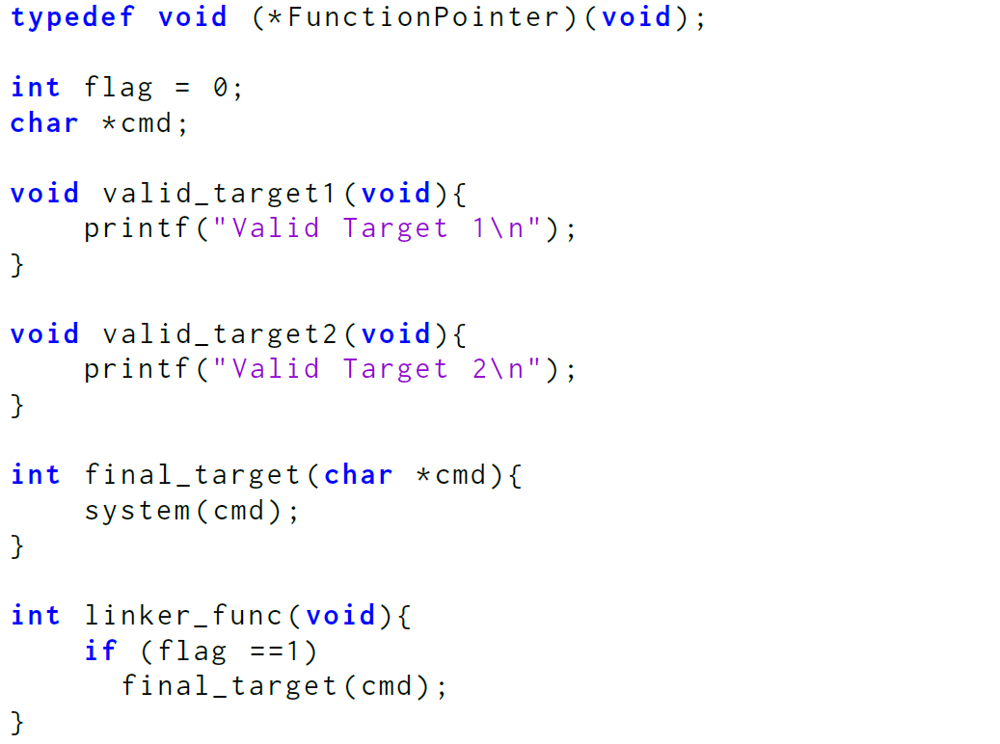 typedef void (*FunctionPointer)(void);
int flag = 0;
char *cmd;
void valid_target1(void){
    printf("Valid Target 1\n");
}
void valid_target2(void){
    printf("Valid Target 2\n");
}
int final_target(char *cmd){
    system(cmd);
}
int linker_func(void){
    if (flag ==1)
      final_target(cmd);
}